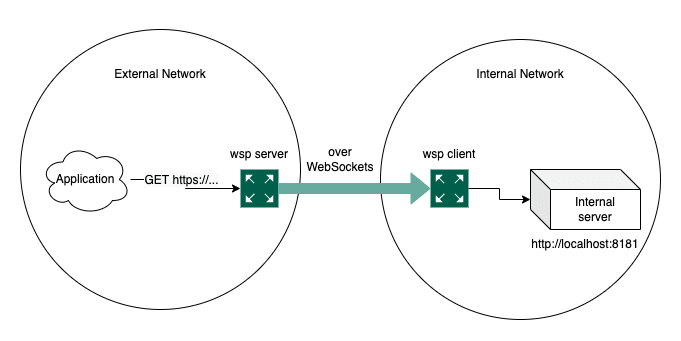 External Network
Internal Network
wsp server
over
WebSockets
wsp client
Application
GET https://...
Internal
server
http://localhost:8181